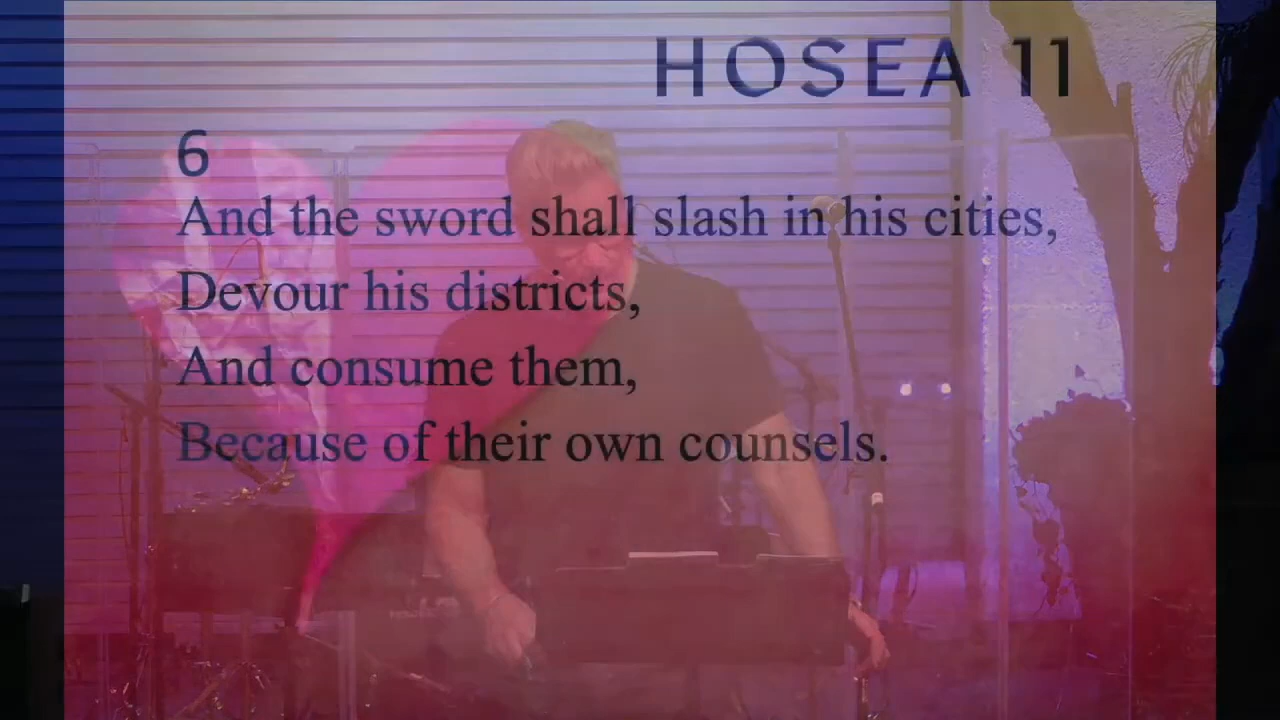 HOSEA 11
6
And the sword shall slash in his cities,
Devour his districts,
And consume them,
Because of their own counsels.